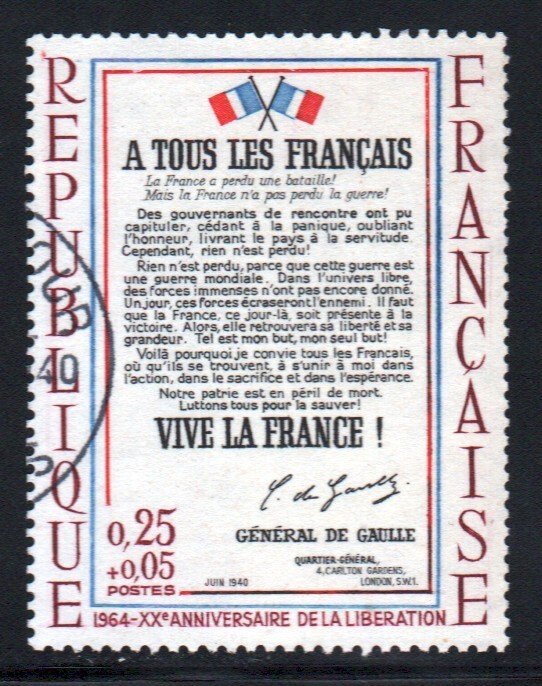 RÉPUBLIQUE
FRANÇAISE
A TOUS LES FRANÇAIS
La France a perdu une bataille!
Mais la France n'a pas perdu la guerre!
Des gouvernants de rencontre ont pu
capituler, cédant à la panique, oubliant
l'honneur, livrant le pays à la servitude.
Cependant, rien n'est perdu!
Rien n'est perdu, parce que cette guerre est
une guerre mondiale. Dans l'univers libre,
des forces immenses n'ont pas encore donné.
Un jour, ces forces écraseront l'ennemi. Il faut
que la France, ce jour-là, soit présente à la
victoire. Alors, elle retrouvera sa liberté et sa
grandeur. Tel est mon but, mon seul but!
Voilà pourquoi je convie tous les Français,
où qu'ils se trouvent, à s'unir à moi dans
l'action, dans le sacrifice et dans l'espérance.
Notre patrie est en péril de mort.
Luttons tous pour la sauver!
VIVE LA FRANCE !
C. de Gaulle
GÉNÉRAL DE GAULLE
0,25
+0,05
POSTES
JUIN 1940
QUARTIER-GÉNÉRAL,
4, CARLTON GARDENS,
LONDON, S.W.1.
1964-XXe ANNIVERSAIRE DE LA LIBERATION
40